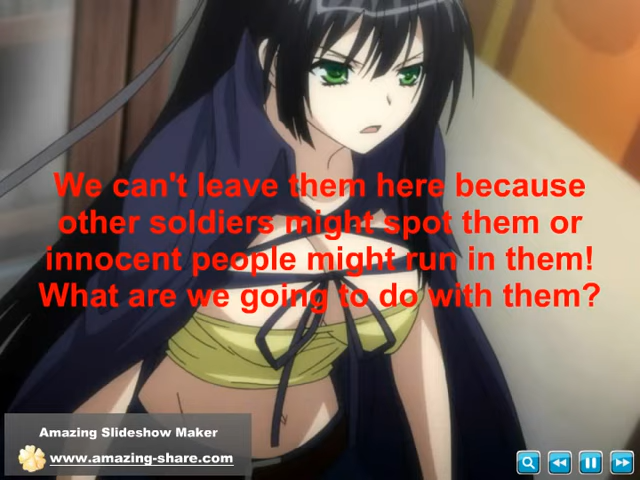 We can't leave them here because
other soldiers might spot them or
innocent people might run in them!
What are we going to do with them?
Amazing Slideshow Maker
www.amazing-share.com